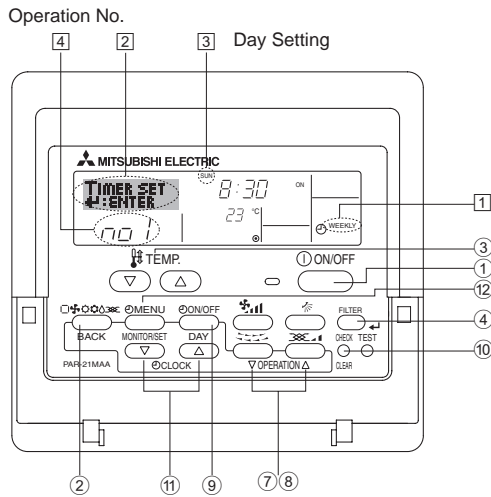 Operation No.
4 2 3 Day Setting
MITSUBISHI ELECTRIC
TIMER SET
:ENTER
SUN
8:30
ON
23 °C
no 1
WEEKLY
1
TEMP.
ON/OFF
3
1
12
MENU ON/OFF
FILTER
BACK MONITOR/SET DAY
CHECK TEST
4
PAR-21MAA
CLOCK
OPERATION
CLEAR
10
2 11 9 7 8